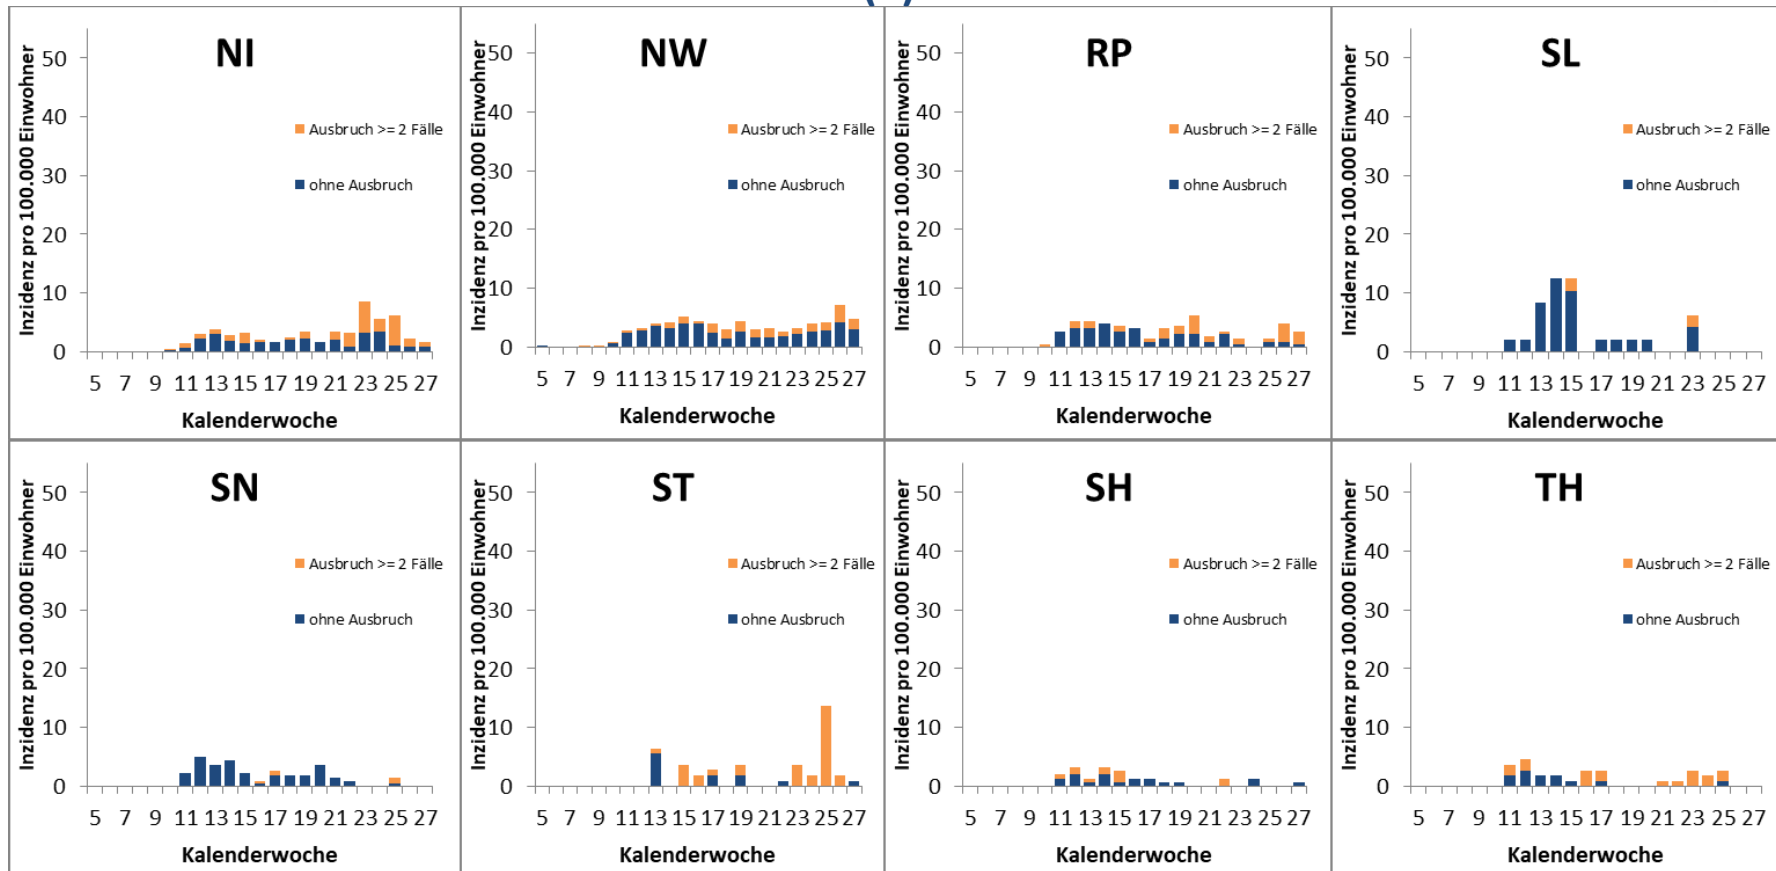 NI
Inzidenz pro 100.000 Einwohner
50
40
30
20
10
0
Ausbruch >= 2 Fälle
ohne Ausbruch
5 7 9 11 13 15 17 19 21 23 25 27
Kalenderwoche
NW
Inzidenz pro 100.000 Einwohner
50
40
30
20
10
0
Ausbruch >= 2 Fälle
ohne Ausbruch
5 7 9 11 13 15 17 19 21 23 25 27
Kalenderwoche
RP
Inzidenz pro 100.000 Einwohner
50
40
30
20
10
0
Ausbruch >= 2 Fälle
ohne Ausbruch
5 7 9 11 13 15 17 19 21 23 25 27
Kalenderwoche
SL
Inzidenz pro 100.000 Einwohner
50
40
30
20
10
0
Ausbruch >= 2 Fälle
ohne Ausbruch
5 7 9 11 13 15 17 19 21 23 25 27
Kalenderwoche
SN
Inzidenz pro 100.000 Einwohner
50
40
30
20
10
0
Ausbruch >= 2 Fälle
ohne Ausbruch
5 7 9 11 13 15 17 19 21 23 25 27
Kalenderwoche
ST
Inzidenz pro 100.000 Einwohner
50
40
30
20
10
0
Ausbruch >= 2 Fälle
ohne Ausbruch
5 7 9 11 13 15 17 19 21 23 25 27
Kalenderwoche
SH
Inzidenz pro 100.000 Einwohner
50
40
30
20
10
0
Ausbruch >= 2 Fälle
ohne Ausbruch
5 7 9 11 13 15 17 19 21 23 25 27
Kalenderwoche
TH
Inzidenz pro 100.000 Einwohner
50
40
30
20
10
0
Ausbruch >= 2 Fälle
ohne Ausbruch
5 7 9 11 13 15 17 19 21 23 25 27
Kalenderwoche